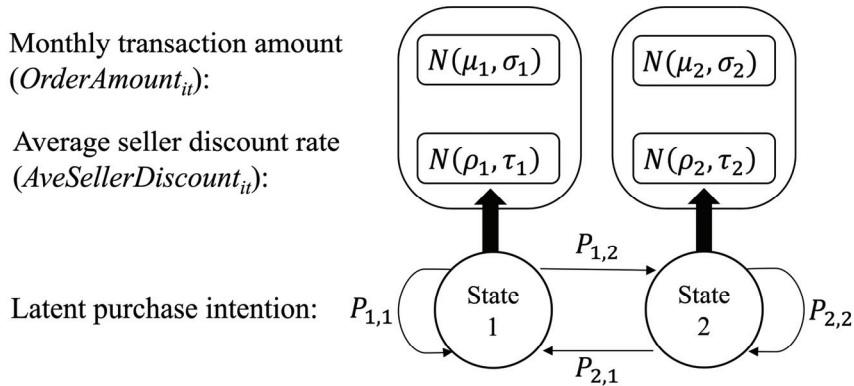 Monthly transaction amount
(OrderAmount_it):
N(μ₁, σ₁)
N(μ₂, σ₂)
Average seller discount rate
(AveSellerDiscount_it):
N(ρ₁, τ₁)
N(ρ₂, τ₂)
P₁,₂
Latent purchase intention:
P₁,₁
State
1
State
2
P₂,₂
P₂,₁